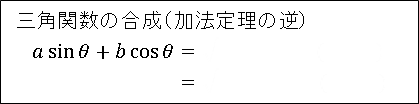 三角関数の合成(加法定理の逆)
a sin θ + b cos θ =
=